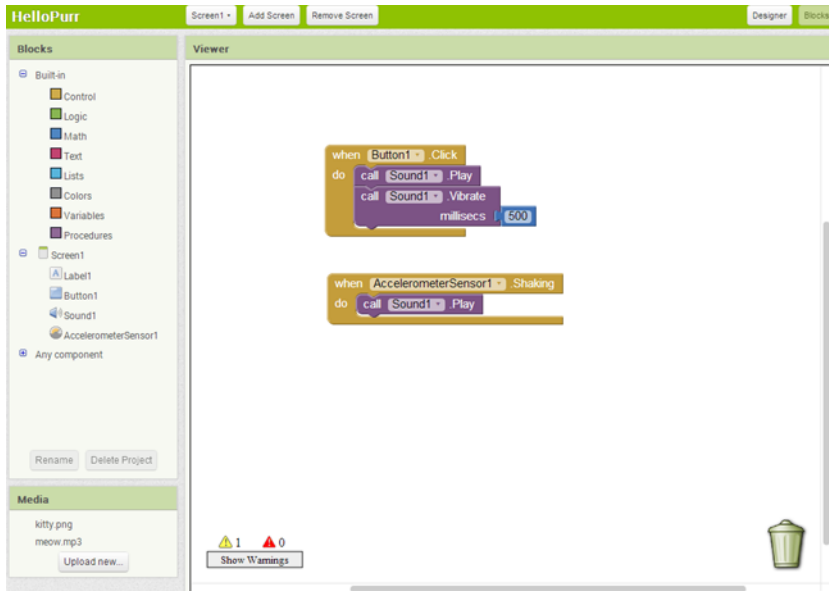 HelloPurr
Screen1
Add Screen
Remove Screen
Designer
Blocks
Blocks
Built-in
Control
Logic
Math
Text
Lists
Colors
Variables
Procedures
Screen1
Label1
Button1
Sound1
AccelerometerSensor1
Any component
Rename
Delete Project
Media
kitty.png
meow.mp3
Upload new...
Viewer
when Button1 .Click
do call Sound1 .Play
call Sound1 .Vibrate
millisecs 500
when AccelerometerSensor1 .Shaking
do call Sound1 .Play
1 0
Show Warnings